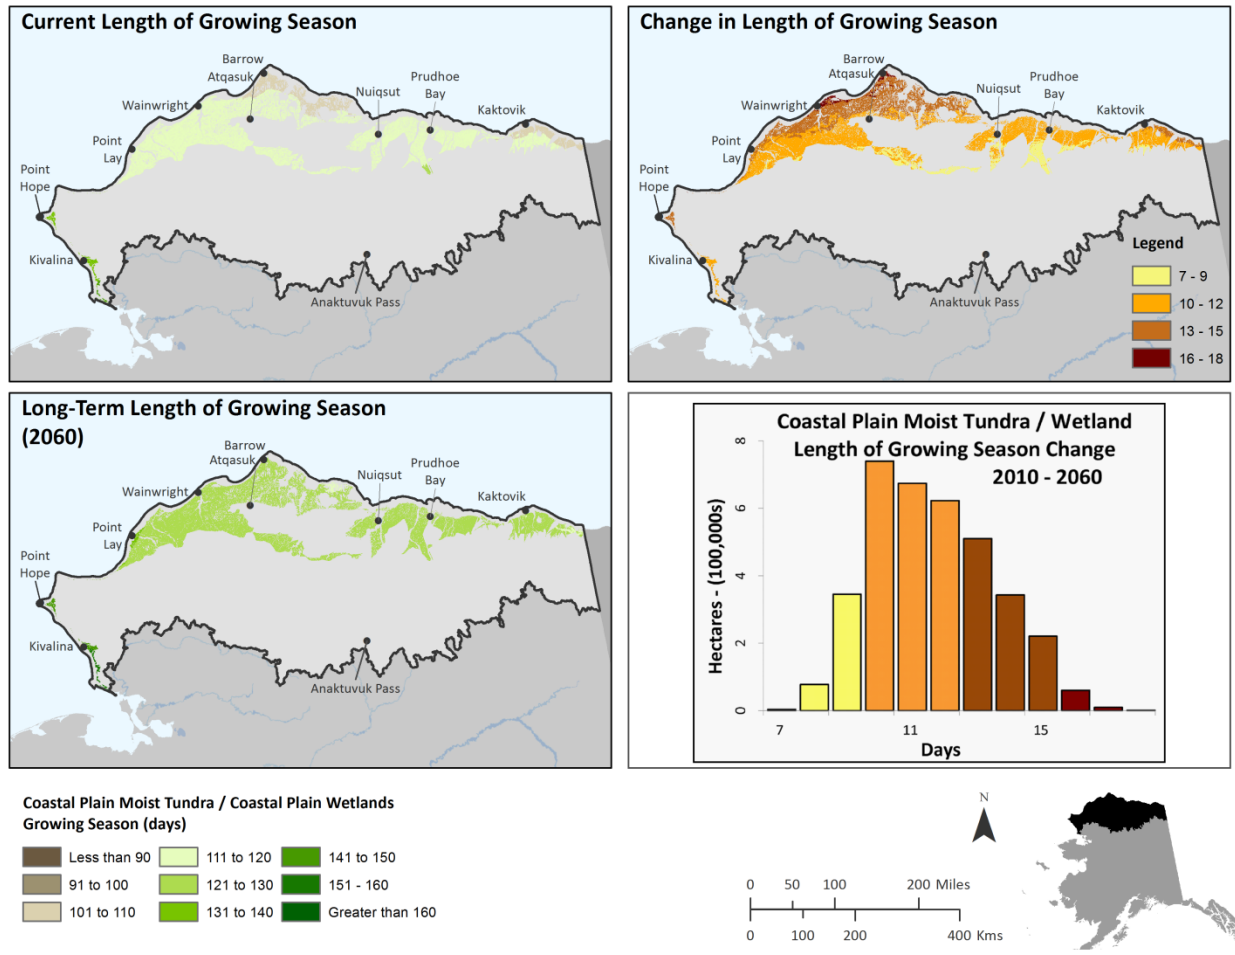 Current Length of Growing Season
Barrow
Atqasuk
Wainwright
Nuiqsut
Prudhoe
Bay
Kaktovik
Point
Lay
Point
Hope
Kivalina
Anaktuvuk Pass
Change in Length of Growing Season
Barrow
Atqasuk
Wainwright
Nuiqsut
Prudhoe
Bay
Kaktovik
Point
Lay
Point
Hope
Kivalina
Anaktuvuk Pass
Legend
7 - 9
10 - 12
13 - 15
16 - 18
Long-Term Length of Growing Season
(2060)
Barrow
Atqasuk
Wainwright
Nuiqsut
Prudhoe
Bay
Kaktovik
Point
Lay
Point
Hope
Kivalina
Anaktuvuk Pass
Coastal Plain Moist Tundra / Wetland
Length of Growing Season Change
2010 - 2060
Hectares - (100,000s)
8
6
4
2
0
7 11 15
Days
Coastal Plain Moist Tundra / Coastal Plain Wetlands
Growing Season (days)
Less than 90 111 to 120 141 to 150
91 to 100 121 to 130 151 - 160
101 to 110 131 to 140 Greater than 160
N
0 50 100 200 Miles
0 100 200 400 Kms